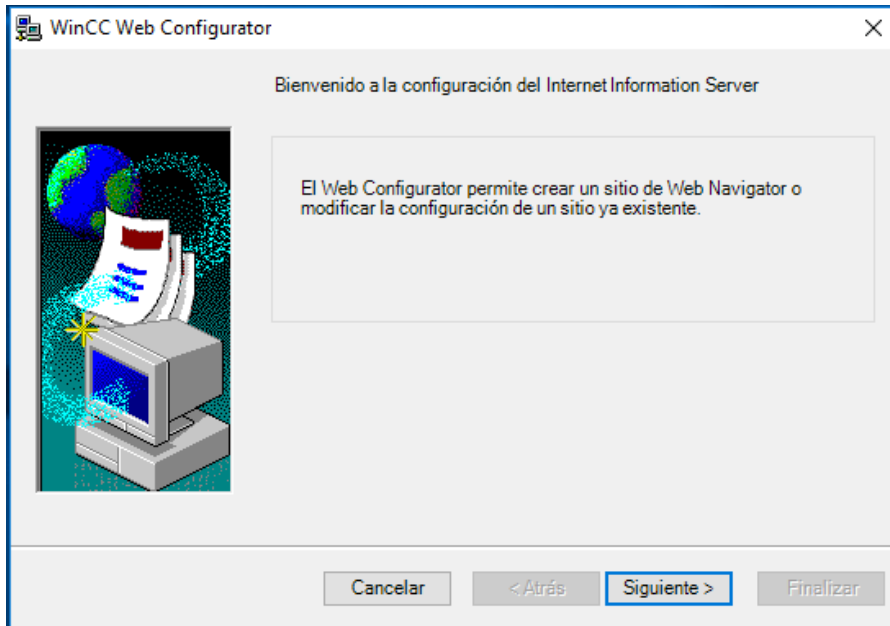 WinCC Web Configurator
Bienvenido a la configuración del Internet Information Server
El Web Configurator permite crear un sitio de Web Navigator o
modificar la configuración de un sitio ya existente.
Cancelar
< Atrás
Siguiente >
Finalizar